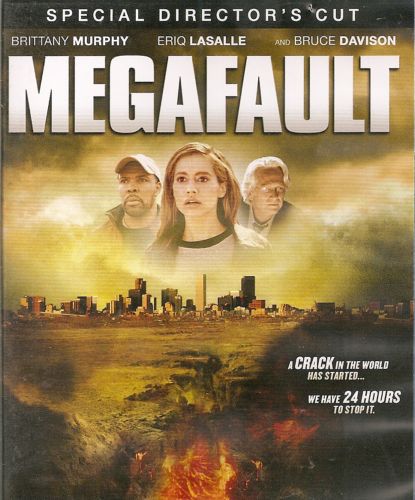 SPECIAL DIRECTOR'S CUT
BRITTANY MURPHY ERIQ LASALLE AND BRUCE DAVISON
MEGAFAULT
A CRACK IN THE WORLD
HAS STARTED...
WE HAVE 24 HOURS
TO STOP IT.